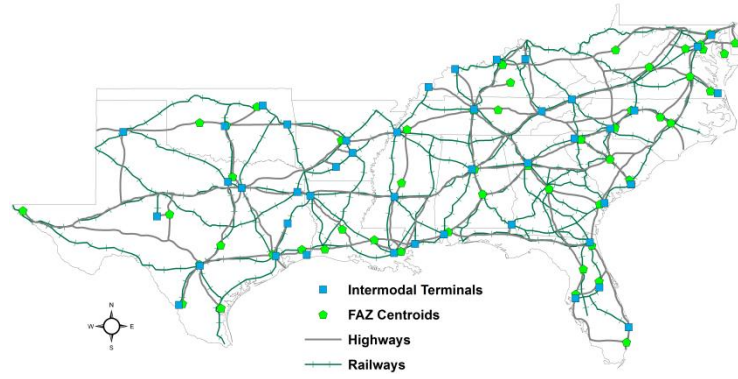 Intermodal Terminals
FAZ Centroids
Highways
Railways
N
W E
S